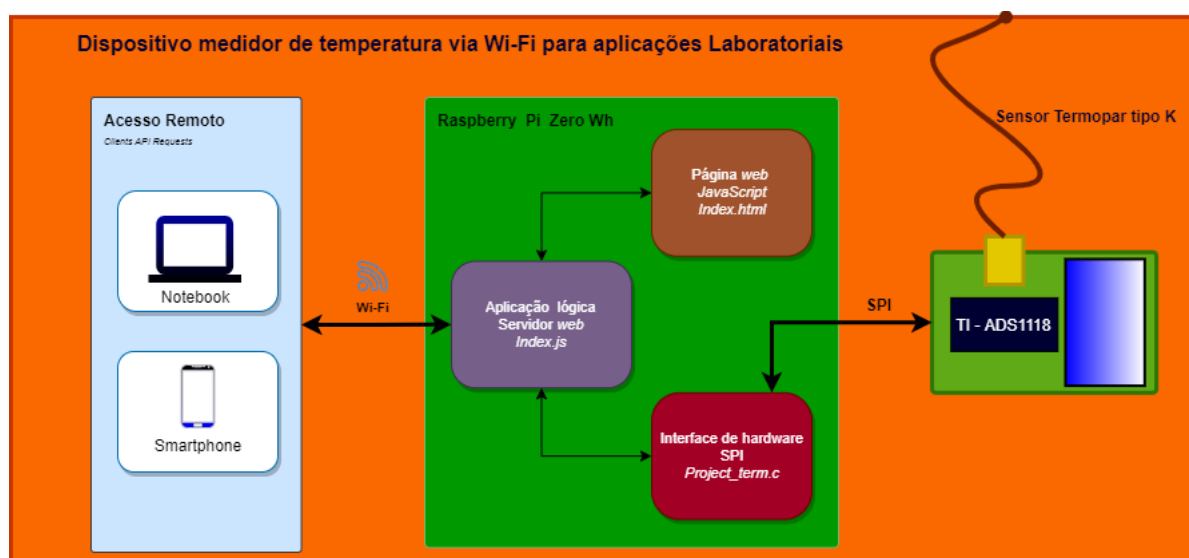 Dispositivo medidor de temperatura via Wi-Fi para aplicações Laboratoriais
Acesso Remoto
Clients API Requests
Notebook
Smartphone
Wi-Fi
Raspberry Pi Zero Wh
Página web
JavaScript
Index.html
Aplicação lógica
Servidor web
Index.js
Interface de hardware
SPI
Project_term.c
SPI
Sensor Termopar tipo K
TI - ADS1118